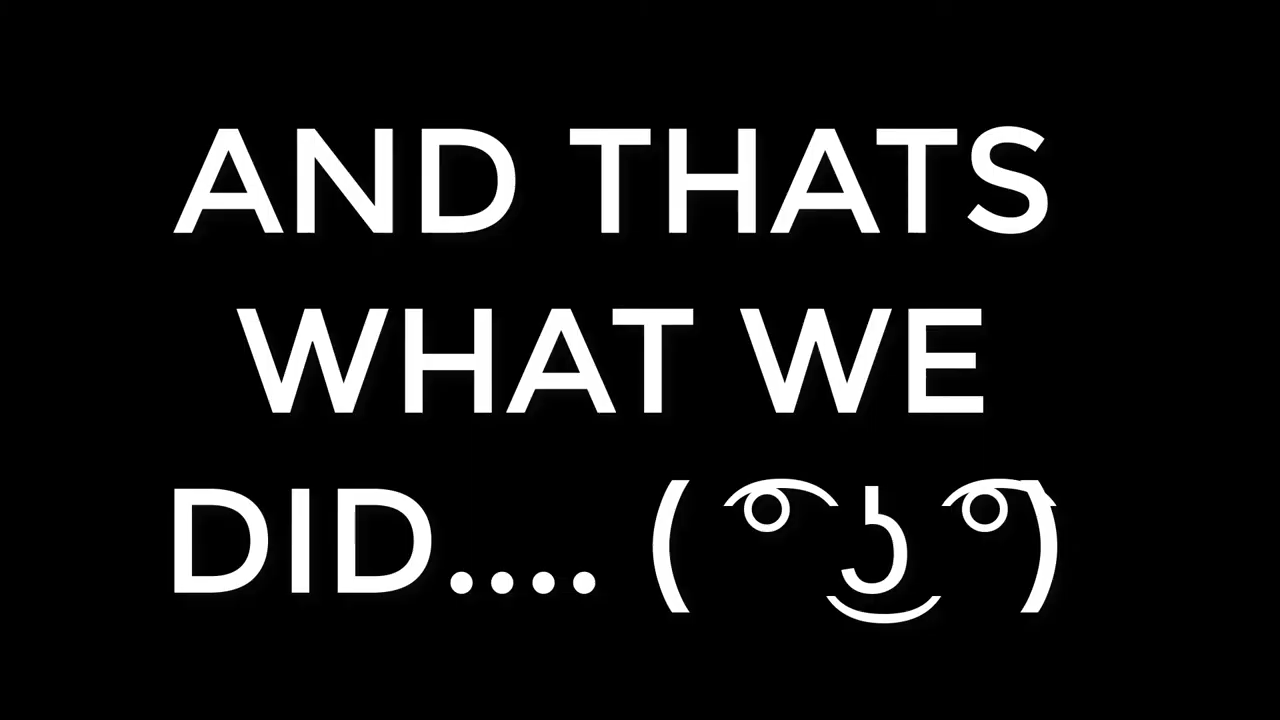 AND THATS
WHAT WE
DID.... ( ͡° ͜ʖ ͡°)